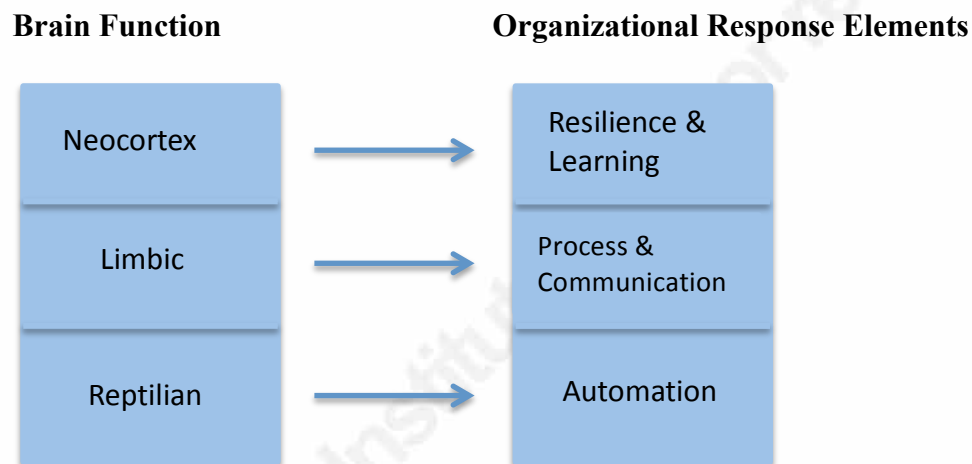 Brain Function
Organizational Response Elements
Neocortex
Resilience &
Learning
Limbic
Process &
Communication
Reptilian
Automation